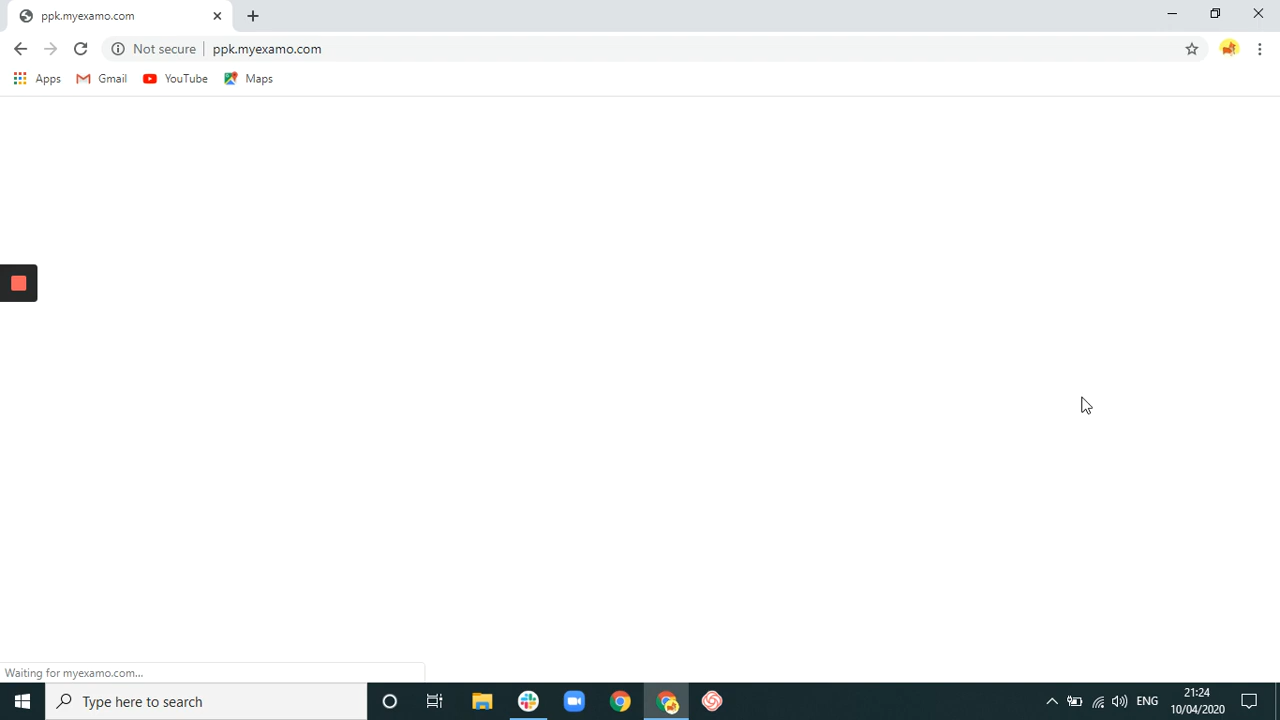 ppk.myexamo.com
Not secure ppk.myexamo.com
Apps Gmail YouTube Maps
Waiting for myexamo.com...
Type here to search
ENG
21:24
10/04/2020